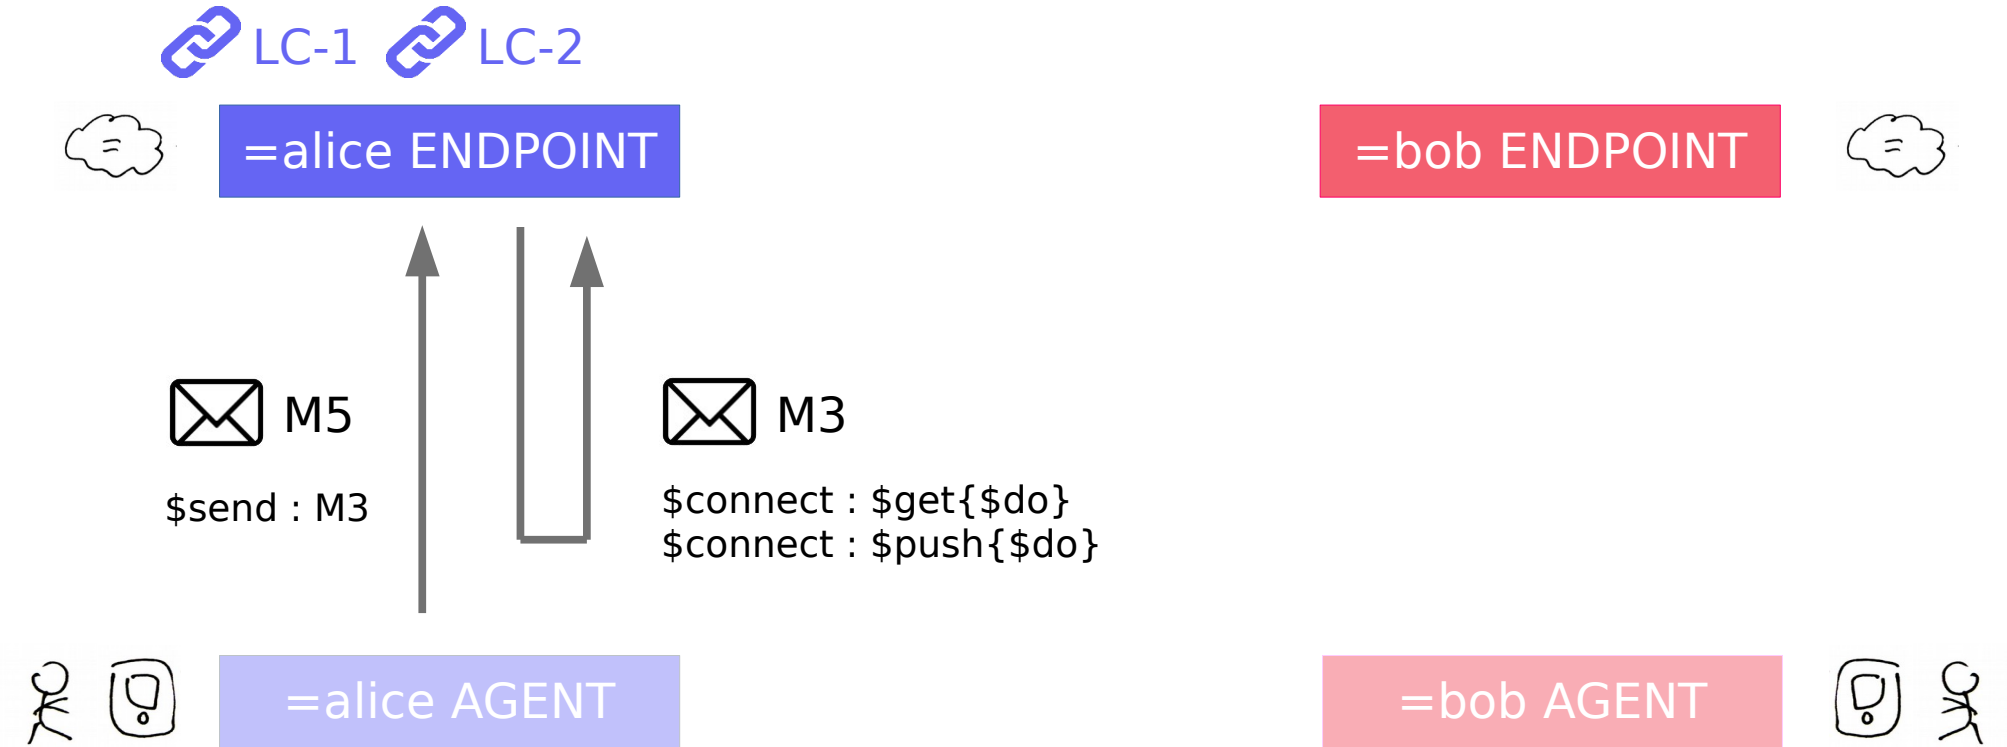 LC-1 LC-2
=alice ENDPOINT
=bob ENDPOINT
M5
M3
$send : M3
$connect : $get{$do}
$connect : $push{$do}
=alice AGENT
=bob AGENT